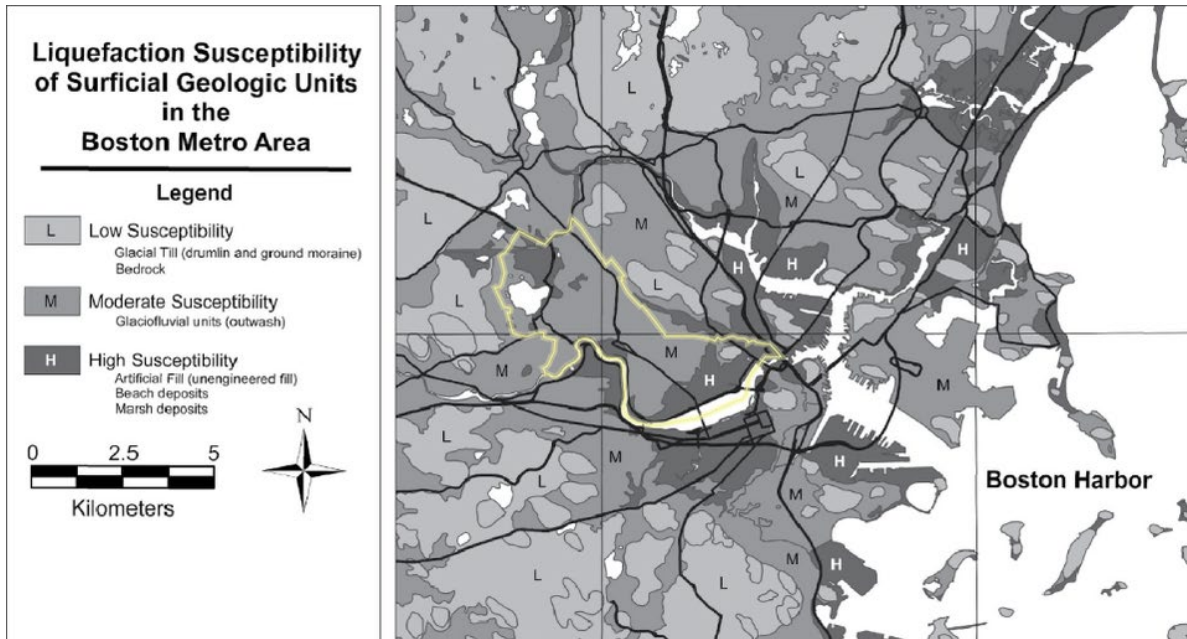 Liquefaction Susceptibility
of Surficial Geologic Units
in the
Boston Metro Area
Legend
L Low Susceptibility
Glacial Till (drumlin and ground moraine)
Bedrock
M Moderate Susceptibility
Glaciofluvial units (outwash)
H High Susceptibility
Artificial Fill (unengineered fill)
Beach deposits
Marsh deposits
N
0 2.5 5
Kilometers
L
L
L
M
L
M
L
H
H
H
L
L
M
M
H
M
L
M
H
L
M
Boston Harbor
M
H
L
L